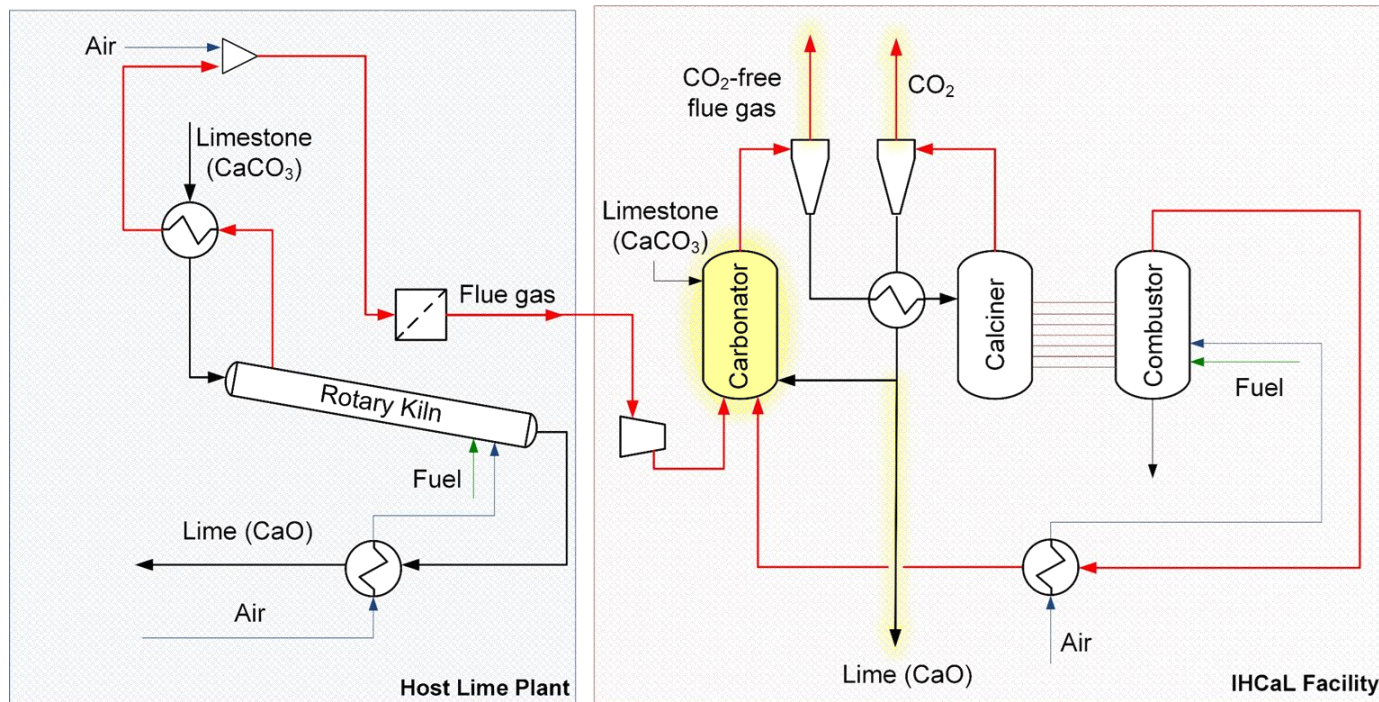 Air
Limestone
(CaCO₃)
Flue gas
Rotary Kiln
Fuel
Lime (CaO)
Air
Host Lime Plant
CO₂-free
flue gas
CO₂
Limestone
(CaCO₃)
Carbonator
Calciner
Combustor
Fuel
Air
Lime (CaO)
IHCaL Facility